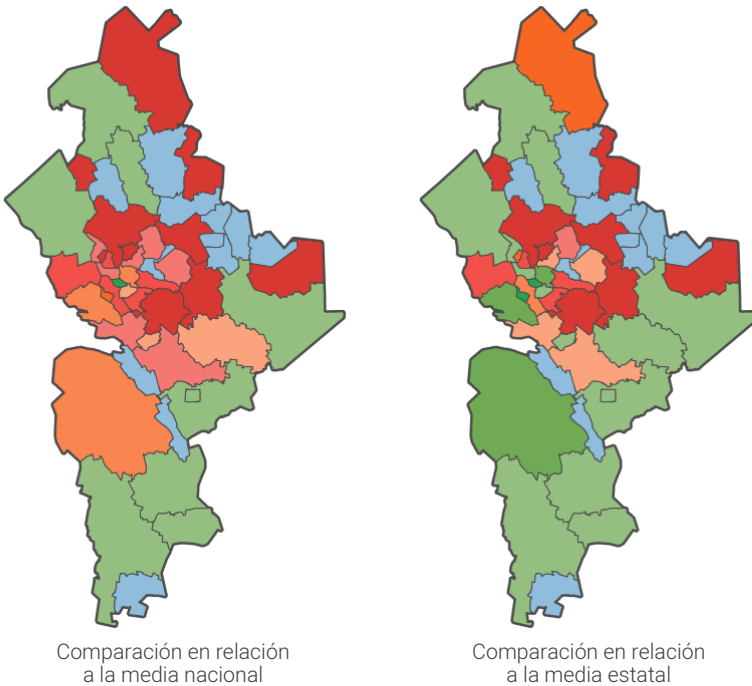 Comparación en relación
a la media nacional
Comparación en relación
a la media estatal